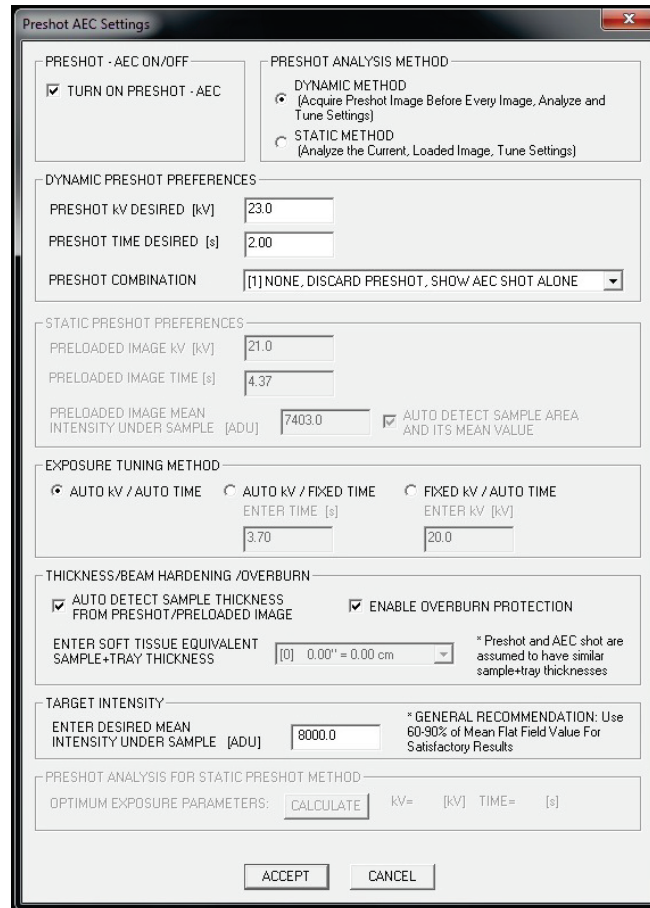 Preshot AEC Settings
PRESHOT - AEC ON/OFF
TURN ON PRESHOT - AEC
PRESHOT ANALYSIS METHOD
DYNAMIC METHOD
(Acquire Preshot Image Before Every Image, Analyze and
Tune Settings)
STATIC METHOD
(Analyze the Current, Loaded Image, Tune Settings)
DYNAMIC PRESHOT PREFERENCES
PRESHOT kV DESIRED [kV] 23.0
PRESHOT TIME DESIRED [s] 2.00
PRESHOT COMBINATION [1] NONE, DISCARD PRESHOT, SHOW AEC SHOT ALONE
STATIC PRESHOT PREFERENCES
PRELOADED IMAGE kV [kV] 21.0
PRELOADED IMAGE TIME [s] 4.37
PRELOADED IMAGE MEAN
INTENSITY UNDER SAMPLE [ADU] 7403.0
AUTO DETECT SAMPLE AREA
AND ITS MEAN VALUE
EXPOSURE TUNING METHOD
AUTO kV / AUTO TIME
AUTO kV / FIXED TIME
ENTER TIME [s]
3.70
FIXED kV / AUTO TIME
ENTER kV [kV]
20.0
THICKNESS/BEAM HARDENING /OVERBURN
AUTO DETECT SAMPLE THICKNESS
FROM PRESHOT/PRELOADED IMAGE
ENABLE OVERBURN PROTECTION
ENTER SOFT TISSUE EQUIVALENT
SAMPLE+TRAY THICKNESS
[0] 0.00" = 0.00 cm
* Preshot and AEC shot are
assumed to have similar
sample+tray thicknesses
TARGET INTENSITY
ENTER DESIRED MEAN
INTENSITY UNDER SAMPLE [ADU] 8000.0
* GENERAL RECOMMENDATION: Use
60-90% of Mean Flat Field Value For
Satisfactory Results
PRESHOT ANALYSIS FOR STATIC PRESHOT METHOD
OPTIMUM EXPOSURE PARAMETERS: CALCULATE kV= [kV] TIME= [s]
ACCEPT CANCEL